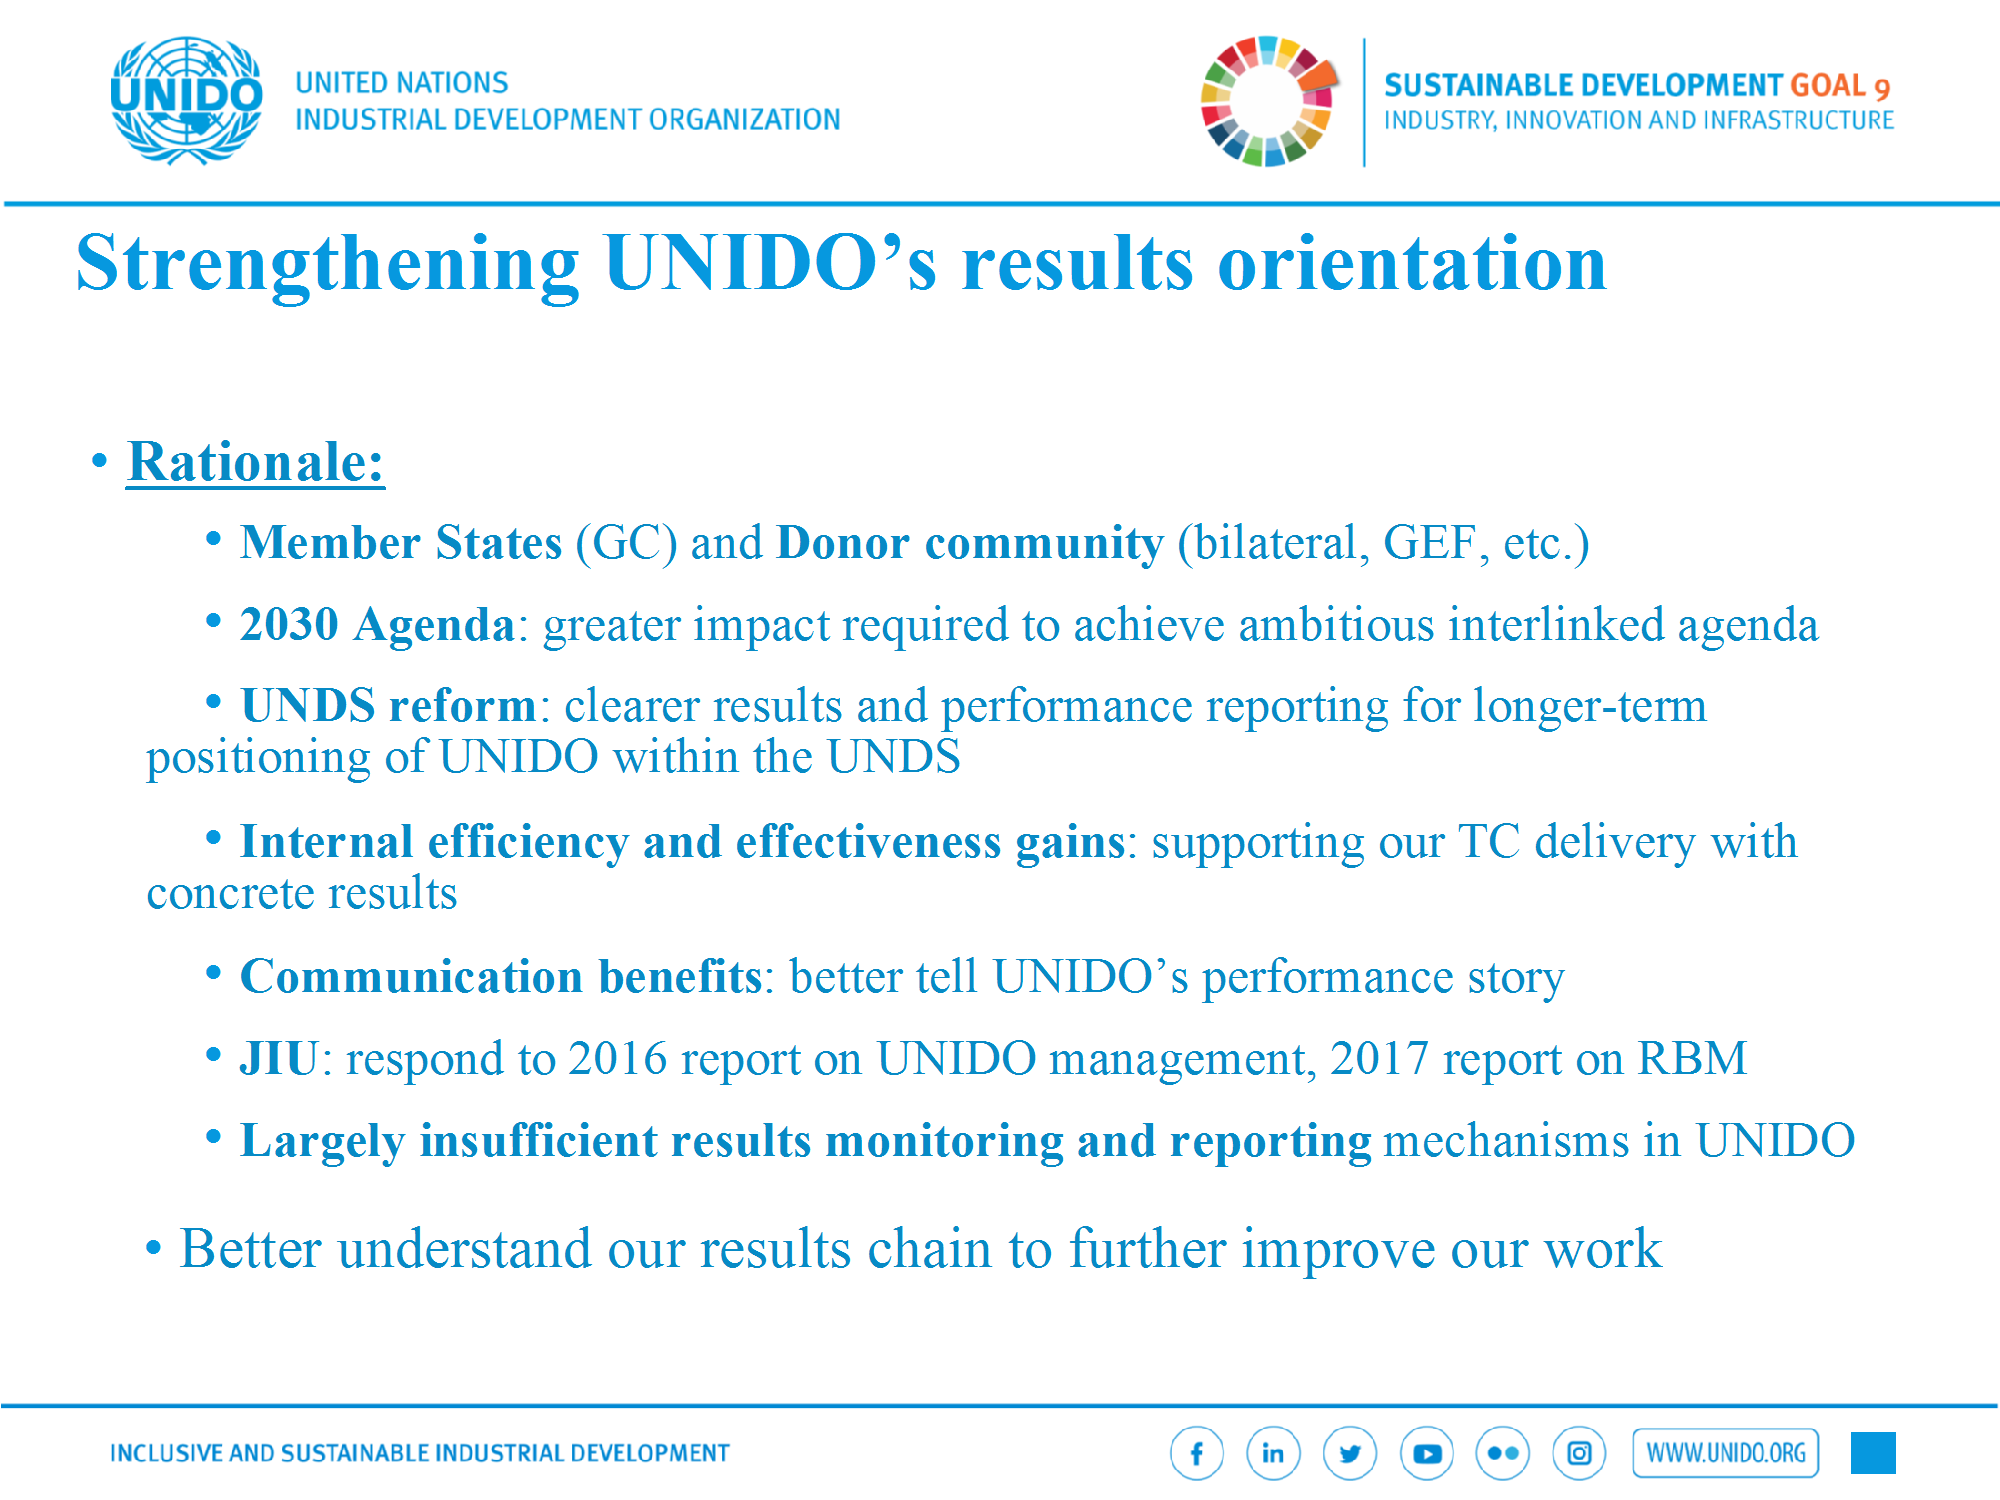 UNIDO
UNITED NATIONS
INDUSTRIAL DEVELOPMENT ORGANIZATION
SUSTAINABLE DEVELOPMENT GOAL 9
INDUSTRY, INNOVATION AND INFRASTRUCTURE
Strengthening UNIDO’s results orientation
• Rationale:
• Member States (GC) and Donor community (bilateral, GEF, etc.)
• 2030 Agenda: greater impact required to achieve ambitious interlinked agenda
• UNDS reform: clearer results and performance reporting for longer-term
positioning of UNIDO within the UNDS
• Internal efficiency and effectiveness gains: supporting our TC delivery with
concrete results
• Communication benefits: better tell UNIDO’s performance story
• JIU: respond to 2016 report on UNIDO management, 2017 report on RBM
• Largely insufficient results monitoring and reporting mechanisms in UNIDO
• Better understand our results chain to further improve our work
INCLUSIVE AND SUSTAINABLE INDUSTRIAL DEVELOPMENT
f in WWW.UNIDO.ORG